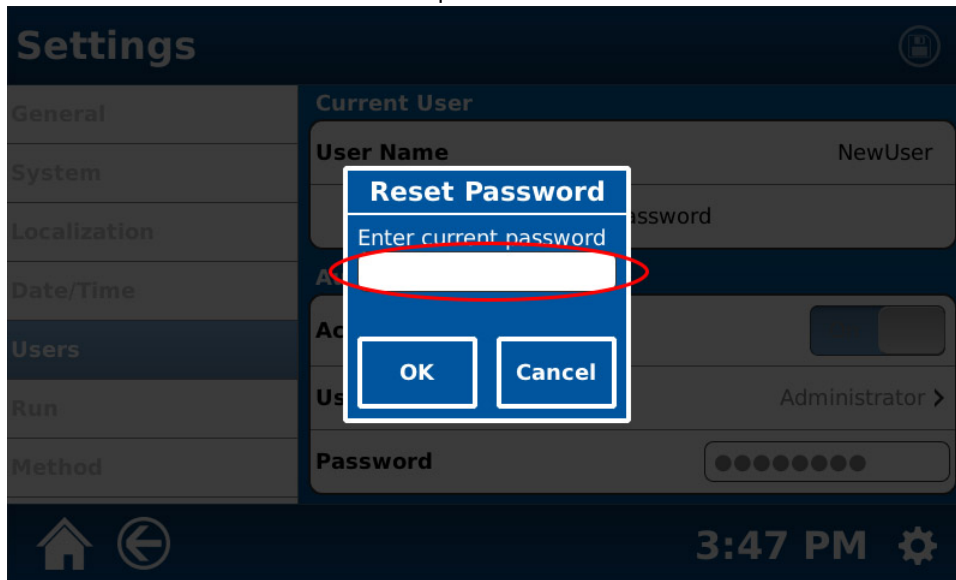 Settings
General
System
Localization
Date/Time
Users
Run
Method
Current User
User Name NewUser
assword
Reset Password
Enter current password
OK Cancel
Administrator
Password
3:47 PM